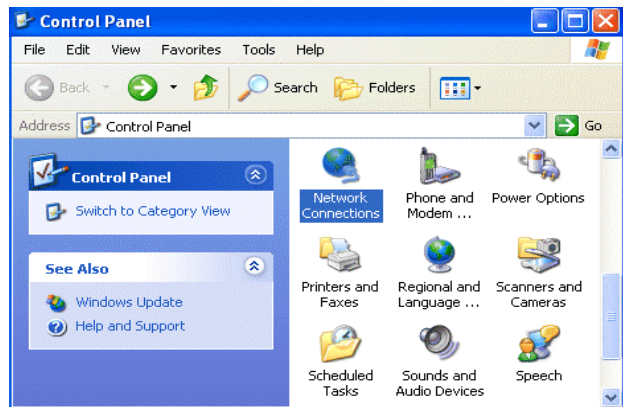 Control Panel
File Edit View Favorites Tools Help
Back Search Folders
Address Control Panel Go
Control Panel
Switch to Category View
See Also
Windows Update
Help and Support
Network
Connections
Phone and
Modem ...
Power Options
Printers and
Faxes
Regional and
Language ...
Scanners and
Cameras
Scheduled
Tasks
Sounds and
Audio Devices
Speech